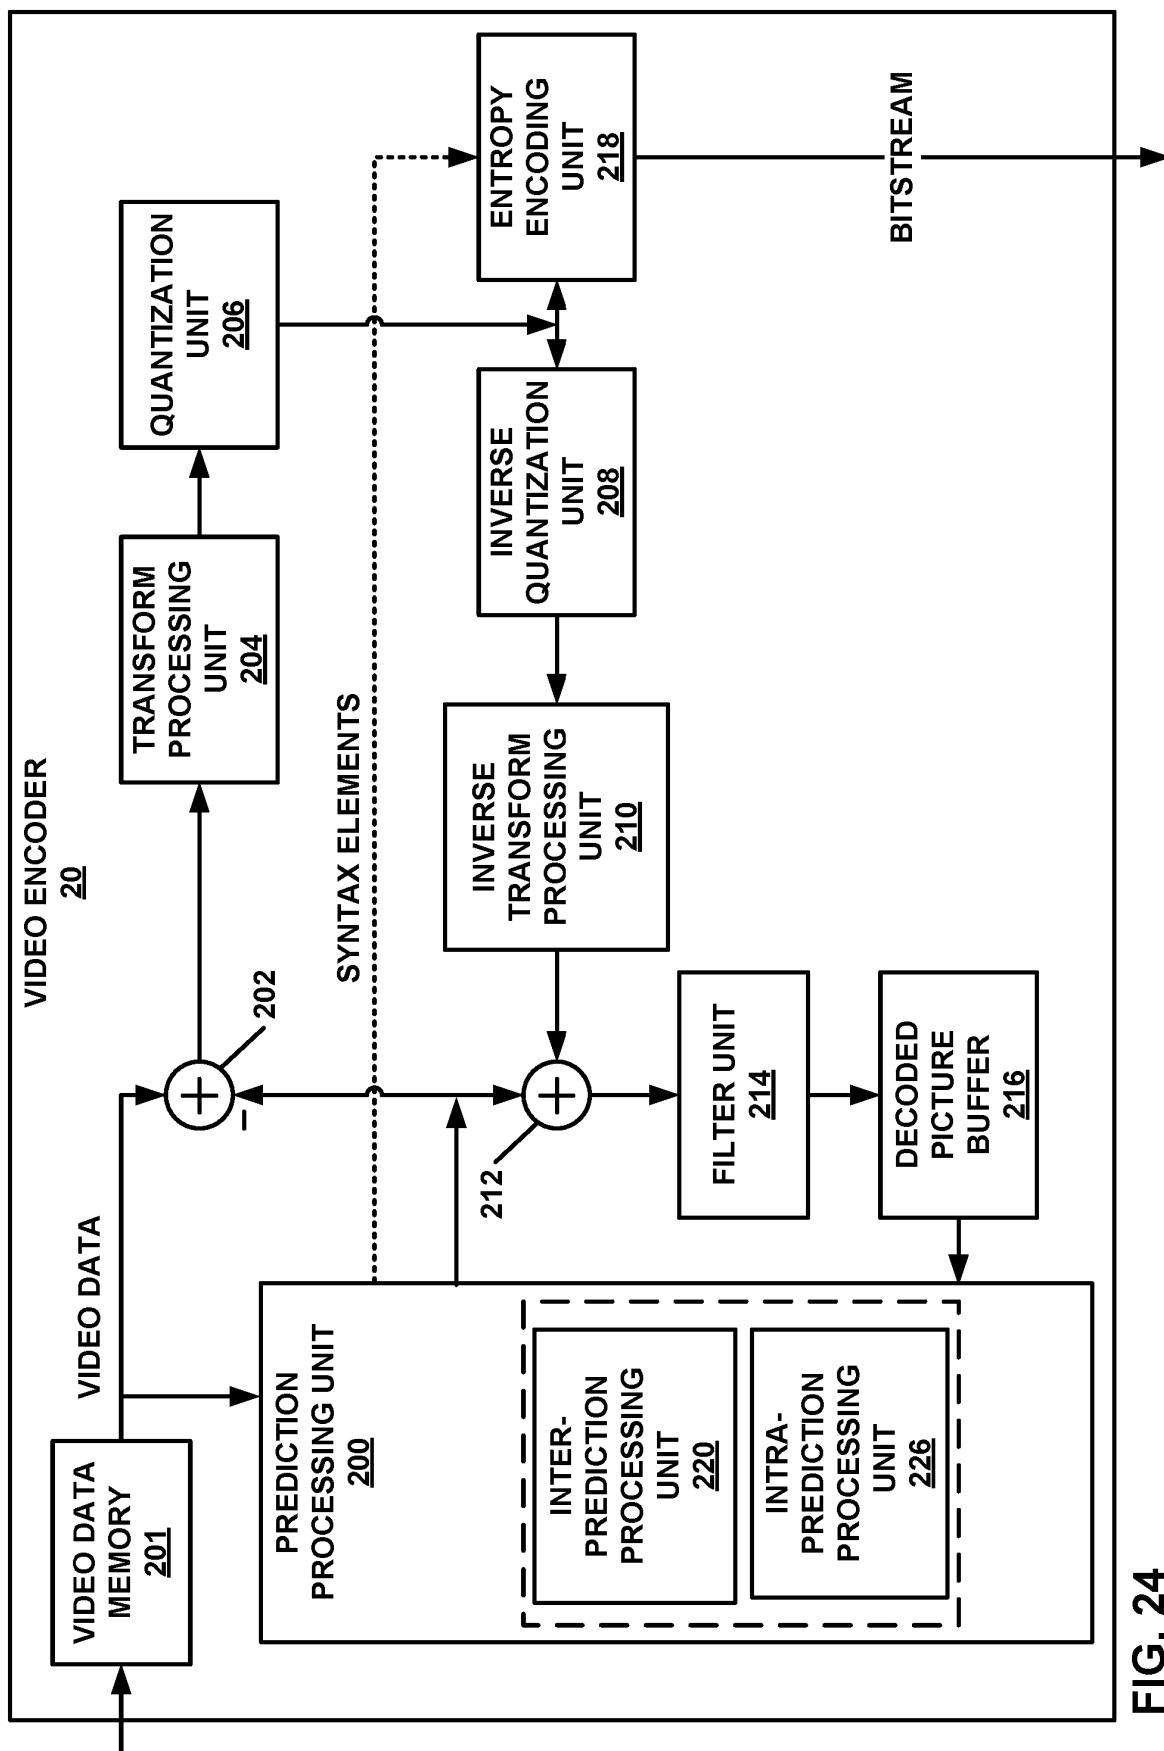 VIDEO ENCODER
20
VIDEO DATA
MEMORY
201
VIDEO DATA
202
TRANSFORM
PROCESSING
UNIT
204
QUANTIZATION
UNIT
206
SYNTAX ELEMENTS
PREDICTION
PROCESSING UNIT
200
INTER-
PREDICTION
PROCESSING
UNIT
220
INTRA-
PREDICTION
PROCESSING
UNIT
226
212
INVERSE
TRANSFORM
PROCESSING
UNIT
210
INVERSE
QUANTIZATION
UNIT
208
ENTROPY
ENCODING
UNIT
218
FILTER UNIT
214
DECODED
PICTURE
BUFFER
216
BITSTREAM
FIG. 24